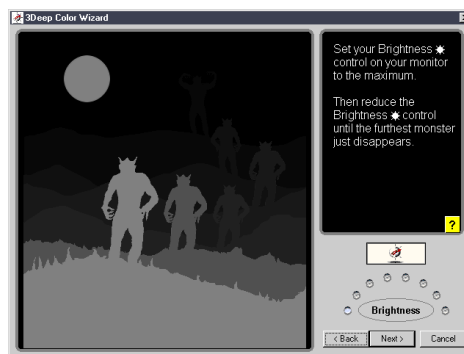 3Deep Color Wizard
Set your Brightness
control on your monitor
to the maximum.
Then reduce the
Brightness control
until the furthest monster
just disappears.
?
Brightness
< Back
Next >
Cancel